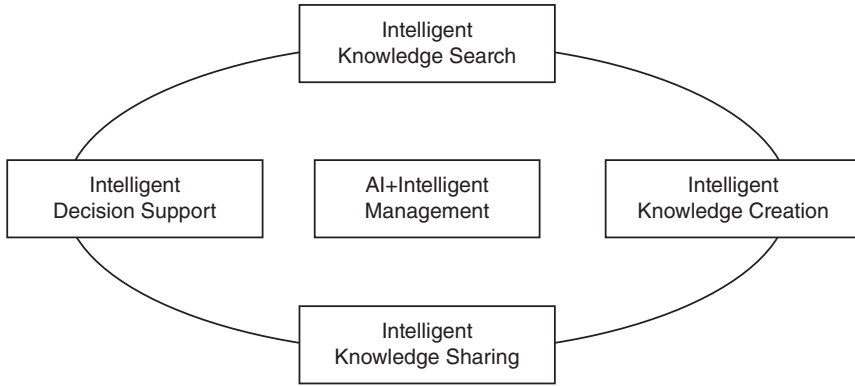 Intelligent
Knowledge Search
Intelligent
Decision Support
AI+Intelligent
Management
Intelligent
Knowledge Creation
Intelligent
Knowledge Sharing